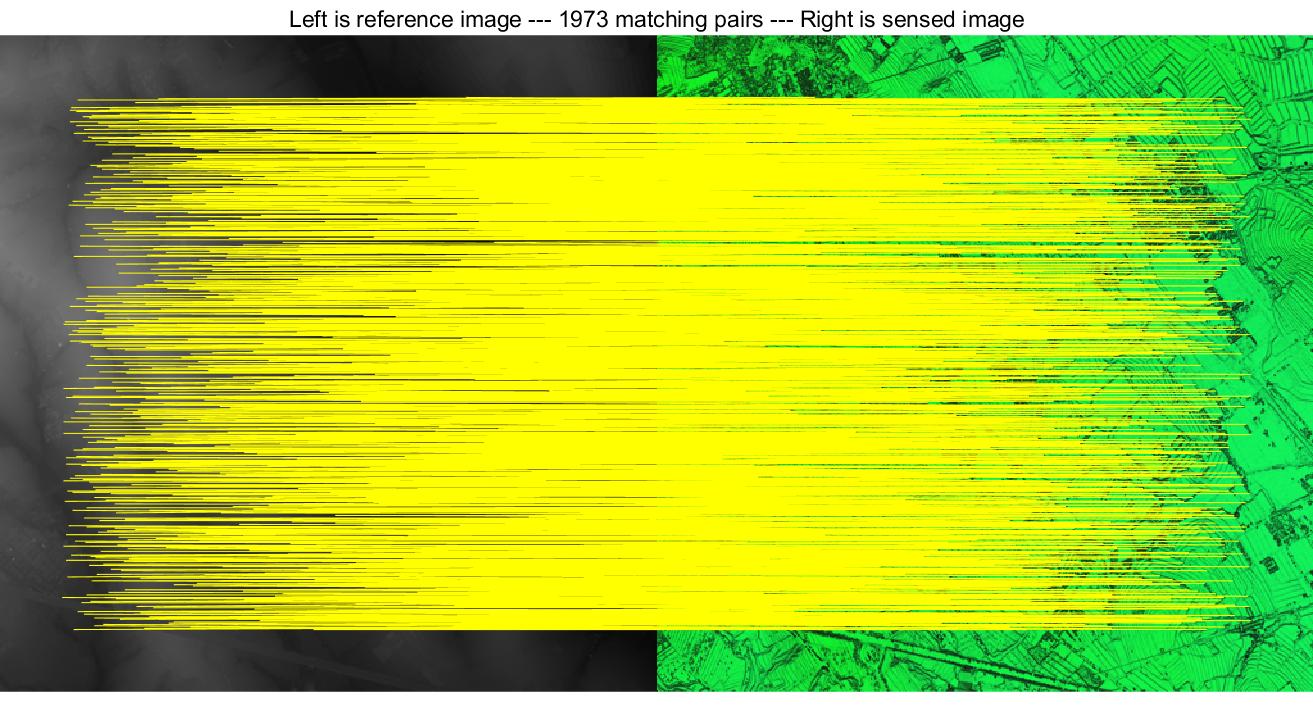 Left is reference image --- 1973 matching pairs --- Right is sensed image